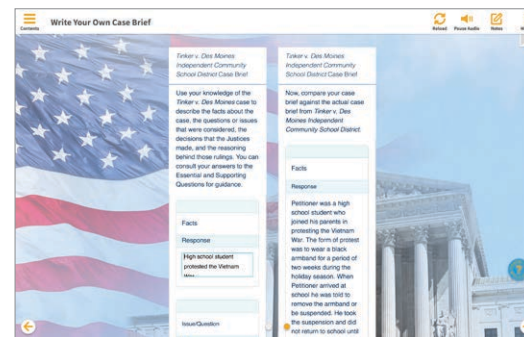 Write Your Own Case Brief
Contents
Reload
Pause Audio
Notes
Tinker v. Des Moines
Independent Community
School District Case Brief
Use your knowledge of the
Tinker v. Des Moines case to
describe the facts about the
case, the questions or issues
that were considered, the
decisions that the Justices
made, and the reasoning
behind those rulings. You can
consult your answers to the
Essential and Supporting
Questions for guidance.
Facts
Response
High school student
protested the Vietnam
War
Issue/Question
Tinker v. Des Moines
Independent Community
School District Case Brief
Now, compare your case
brief against the actual case
brief from Tinker v. Des
Moines Independent
Community School District.
Facts
Response
Petitioner was a high
school student who
joined his parents in
protesting the Vietnam
War. The form of protest
was to wear a black
armband for a period of
two weeks during the
holiday season. When
Petitioner arrived at
school he was told to
remove the armband or
be suspended. He took
the suspension and did
not return to school until